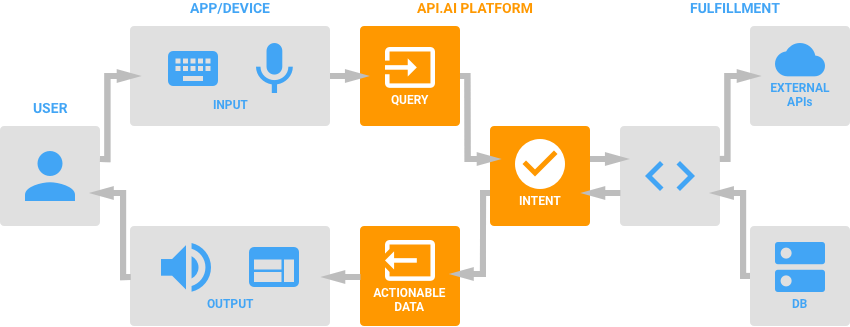 APP/DEVICE
API.AI PLATFORM
FULFILLMENT
USER
INPUT
QUERY
EXTERNAL
APIs
INTENT
OUTPUT
ACTIONABLE
DATA
DB